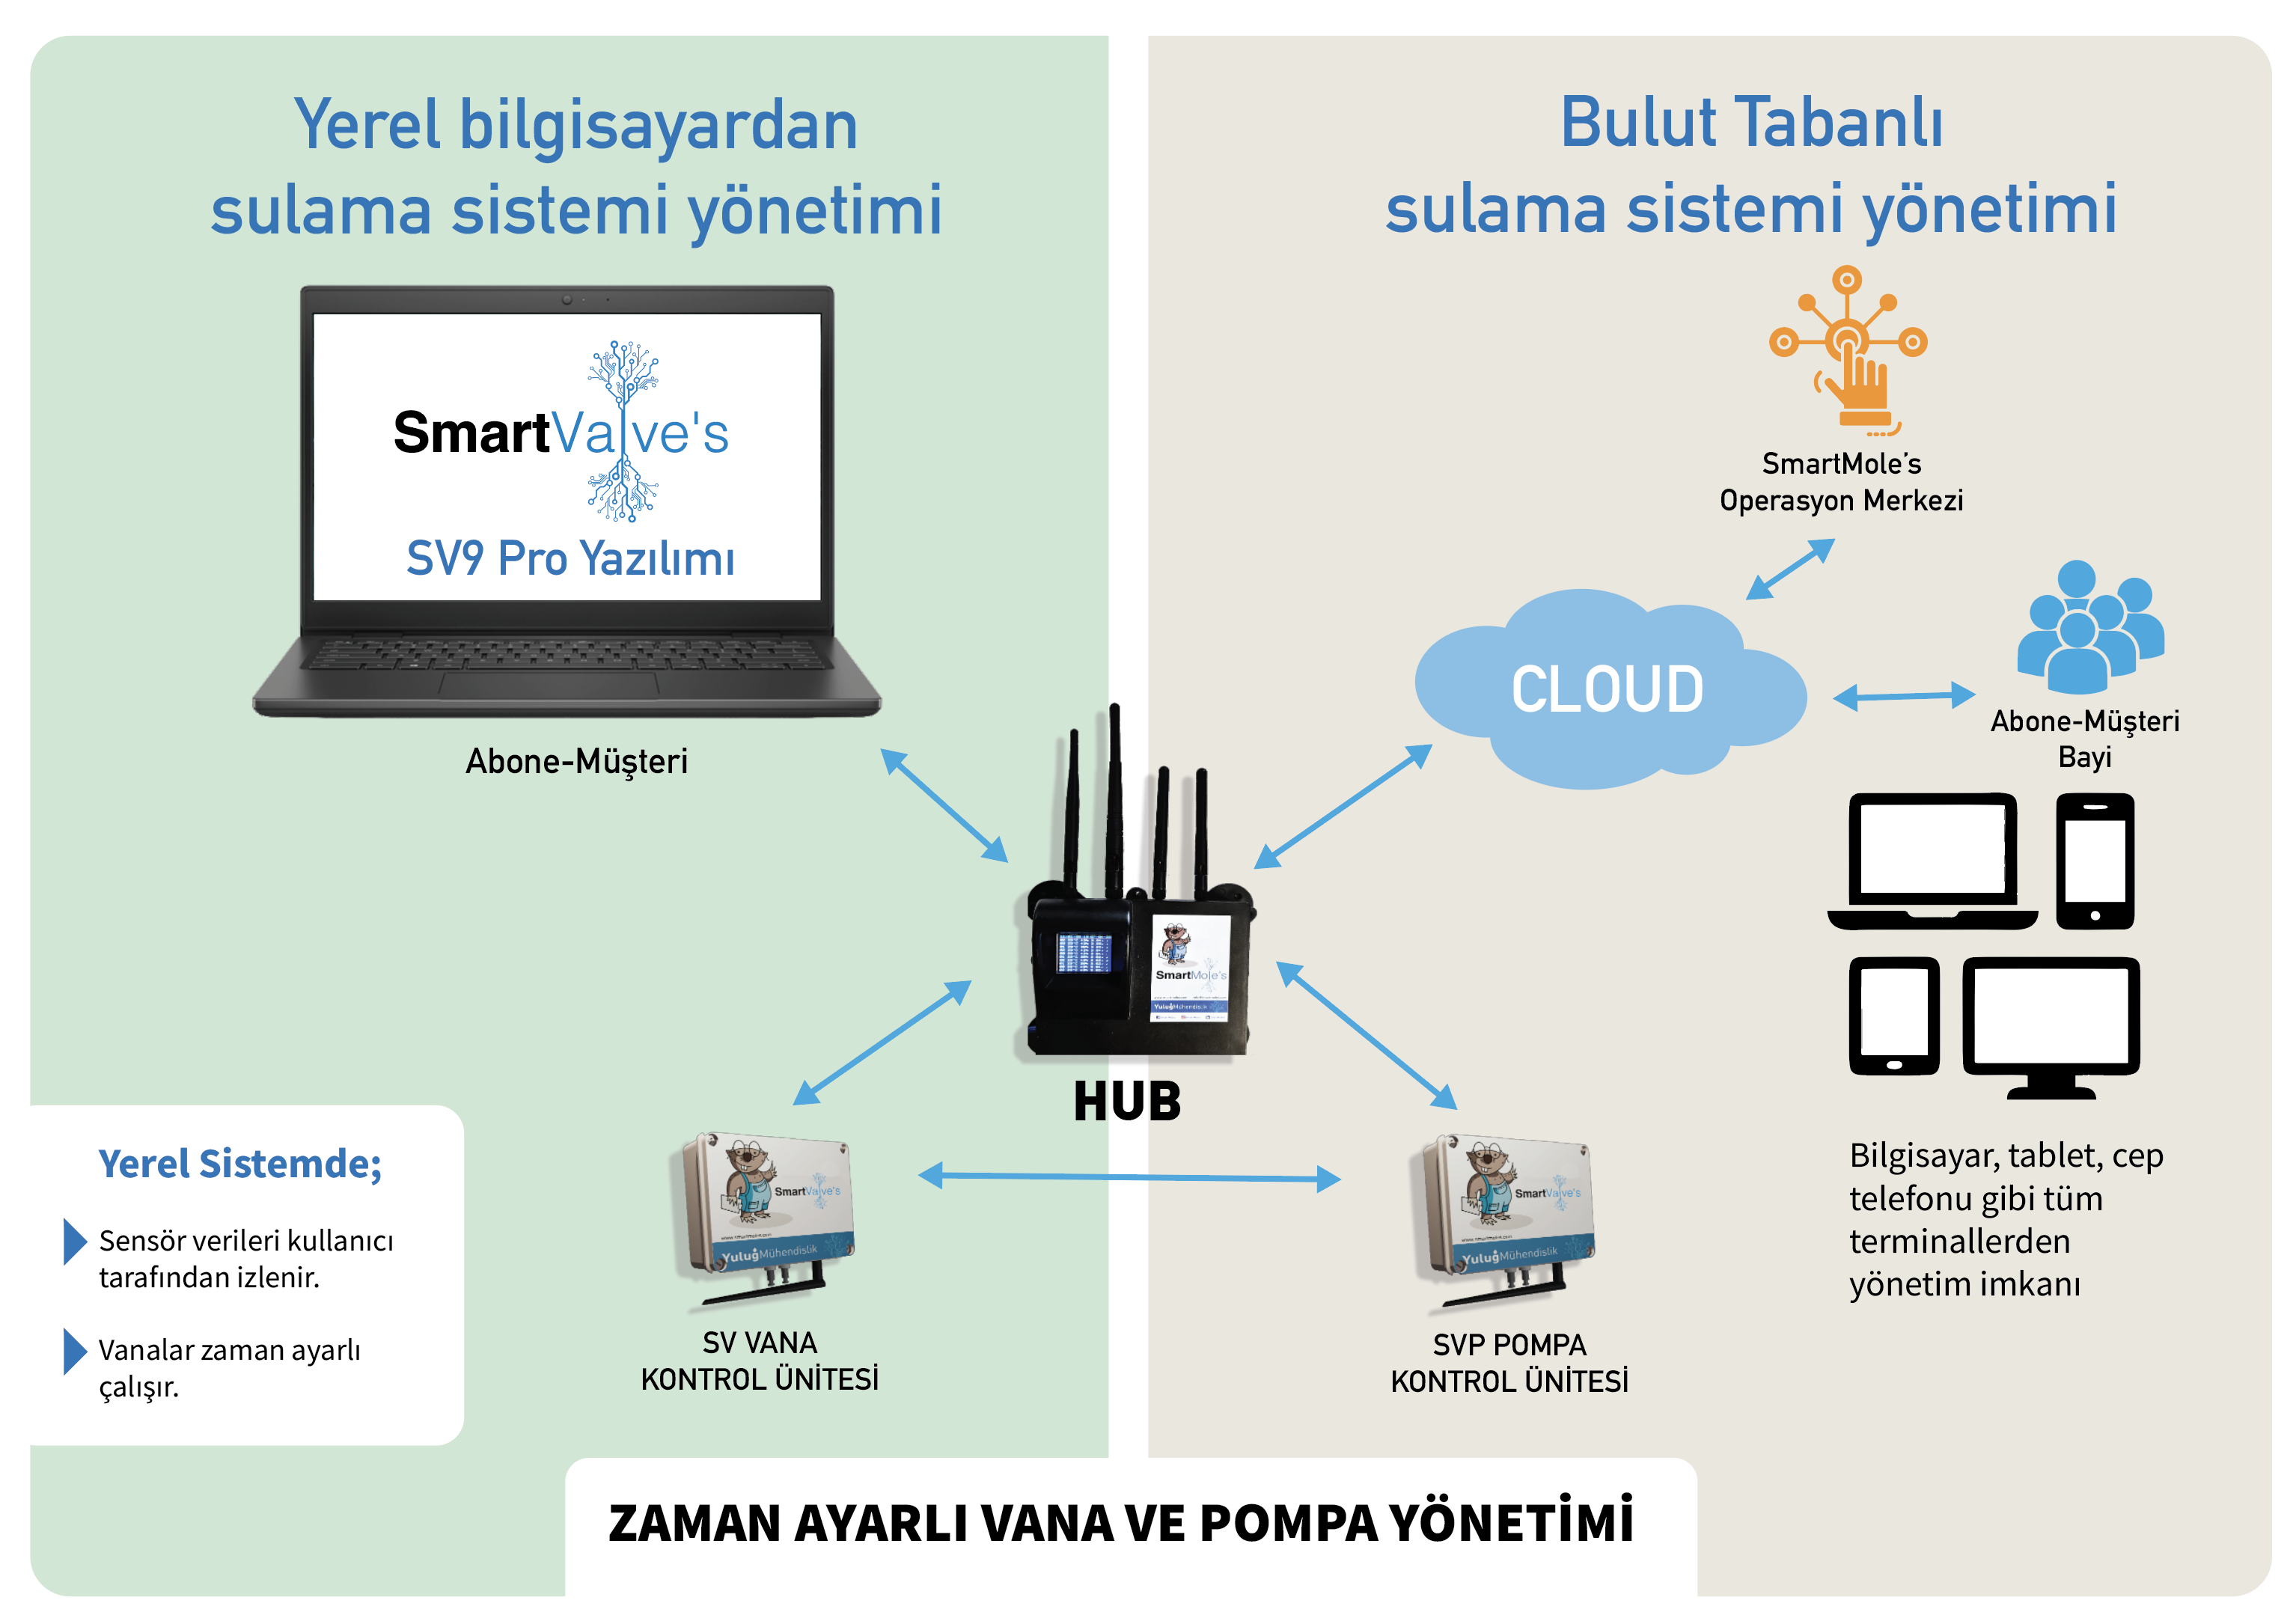 Yerel bilgisayardan
sulama sistemi yönetimi
SmartValve's
SV9 Pro Yazılımı
Abone-Müşteri
Bulut Tabanlı
sulama sistemi yönetimi
SmartMole's
Operasyon Merkezi
CLOUD
Abone-Müşteri
Bayi
SmartMole's
YuluğMühendislik
HUB
Yerel Sistemde;
Sensör verileri kullanıcı
tarafından izlenir.
Vanalar zaman ayarlı
çalışır.
SmartValve's
YuluğMühendislik
SV VANA
KONTROL ÜNİTESİ
SmartValve's
YuluğMühendislik
SVP POMPA
KONTROL ÜNİTESİ
Bilgisayar, tablet, cep
telefonu gibi tüm
terminallerden
yönetim imkanı
ZAMAN AYARLI VANA VE POMPA YÖNETİMİ